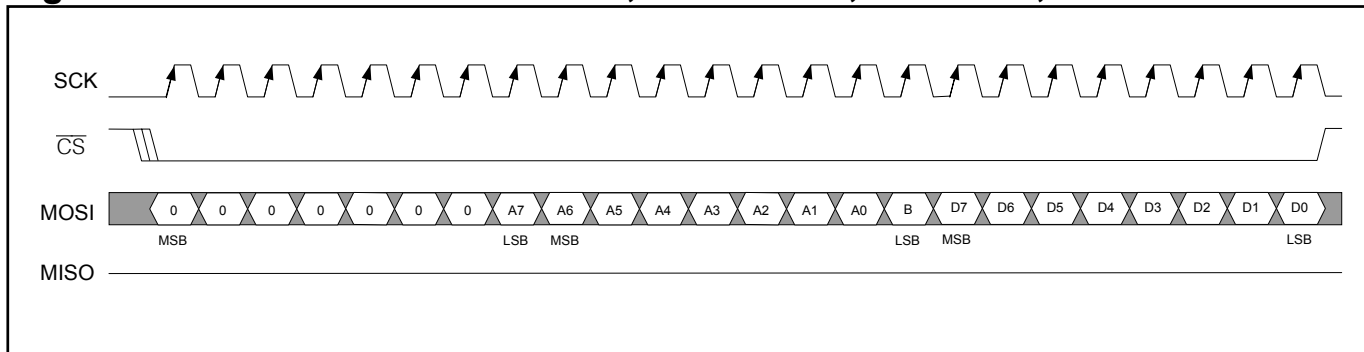 SCK
CS
MOSI 0 0 0 0 0 0 0 A7 A6 A5 A4 A3 A2 A1 A0 B D7 D6 D5 D4 D3 D2 D1 D0
MSB LSB MSB LSB MSB LSB
MISO